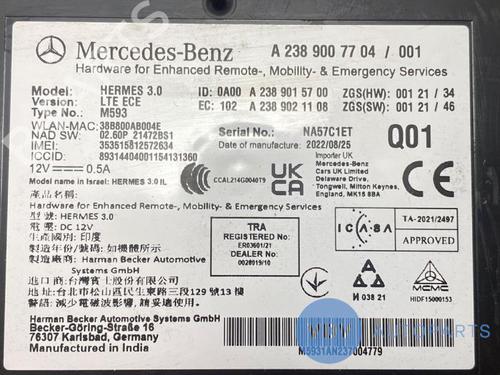 Mercedes-Benz A 238 900 77 04 / 001
Hardware for Enhanced Remote-, Mobility- & Emergency Services
Model: HERMES 3.0 ID: 0A00 A 238 901 57 00 ZGS(HW): 001 21 / 34
Version: LTE ECE EC: 102 A 238 902 11 08 ZGS(SW): 001 21 / 46
Type: M593
WLAN-MAC: 38B800AB004E
NAD SW: 02.60P 21472BS1
IMEI: 353515812572634
ICCID: 89314404001154131360
12V 0.5A
Model name in Israel: HERMES 3.0 IL
Serial No.: NA57C1ET
Date of manufacture: 2022/08/25
Q01
CCAL214G0040T9
UK
CA
Importer UK
Mercedes-Benz
Cars UK Limited
Delaware Drive,
Tongwell, Milton Keynes,
England, MK15 8BA
產品名稱:
Hardware for Enhanced Remote-, Mobility- & Emergency Services
型號: HERMES 3.0
電壓: DC 12V
生產國別: 印度
製造年份/製造號碼: 如機體所示
製造商: Harman Becker Automotive
Systems GmbH
進口商: 台灣賓士股份有限公司
地址: 台北市松山區民生東路三段129號13樓
警語: 減少電磁波影響, 請妥適使用
TRA
REGISTERED No:
ER03601/21
DEALER No:
0028019/10
ICASA
TA-2021/2497
APPROVED
И 038 21
MCMC
HIDF15000153
Harman Becker Automotive Systems GmbH
Becker-Göring-Straße 16
76307 Karlsbad, Germany
Manufactured in India
M5931AN237004779
AUTOPARTS